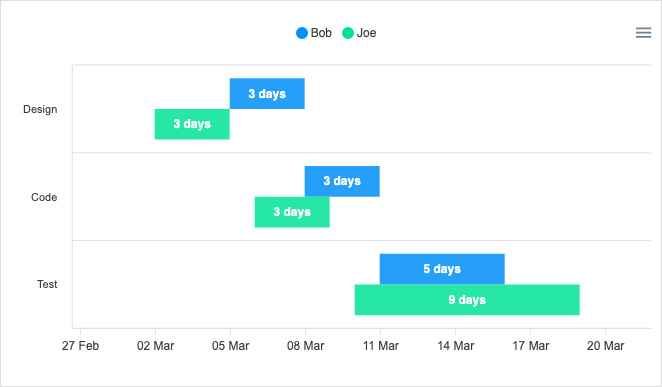 Bob Joe
Design
3 days
3 days
Code
3 days
3 days
Test
5 days
9 days
27 Feb 02 Mar 05 Mar 08 Mar 11 Mar 14 Mar 17 Mar 20 Mar